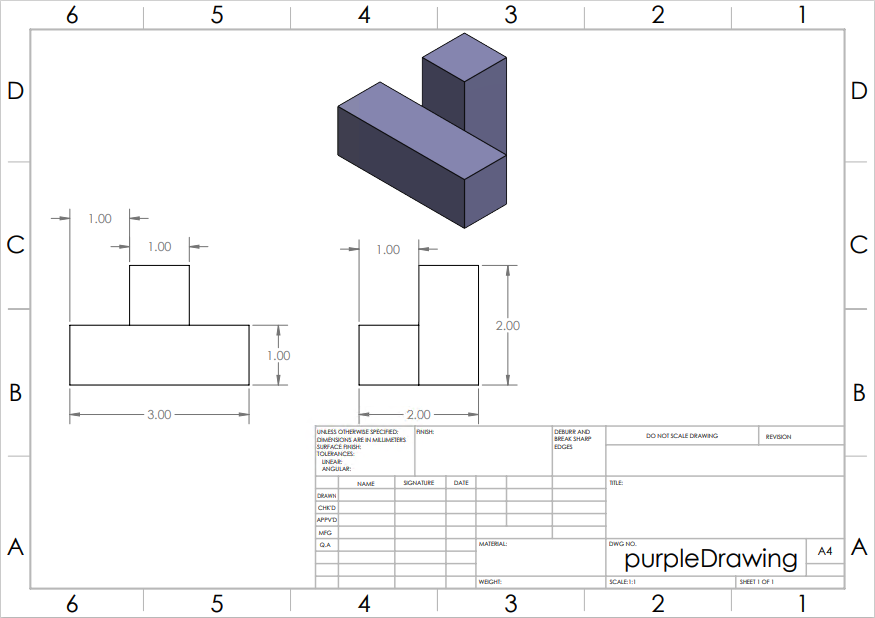 6 5 4 3 2 1
D D
1.00
C C
1.00 1.00
2.00
1.00
B B
3.00 2.00
UNLESS OTHERWISE SPECIFIED:
DIMENSIONS ARE IN MILLIMETERS
SURFACE FINISH:
TOLERANCES:
LINEAR:
ANGULAR:
FINISH:
DEBURR AND
BREAK SHARP
EDGES
DO NOT SCALE DRAWING
REVISION
NAME SIGNATURE DATE
TITLE:
DRAWN
CHK'D
APPV'D
MFG
Q.A
MATERIAL:
DWG NO.
A A
purpleDrawing
A4
WEIGHT:
SCALE:1:1
SHEET 1 OF 1
6 5 4 3 2 1